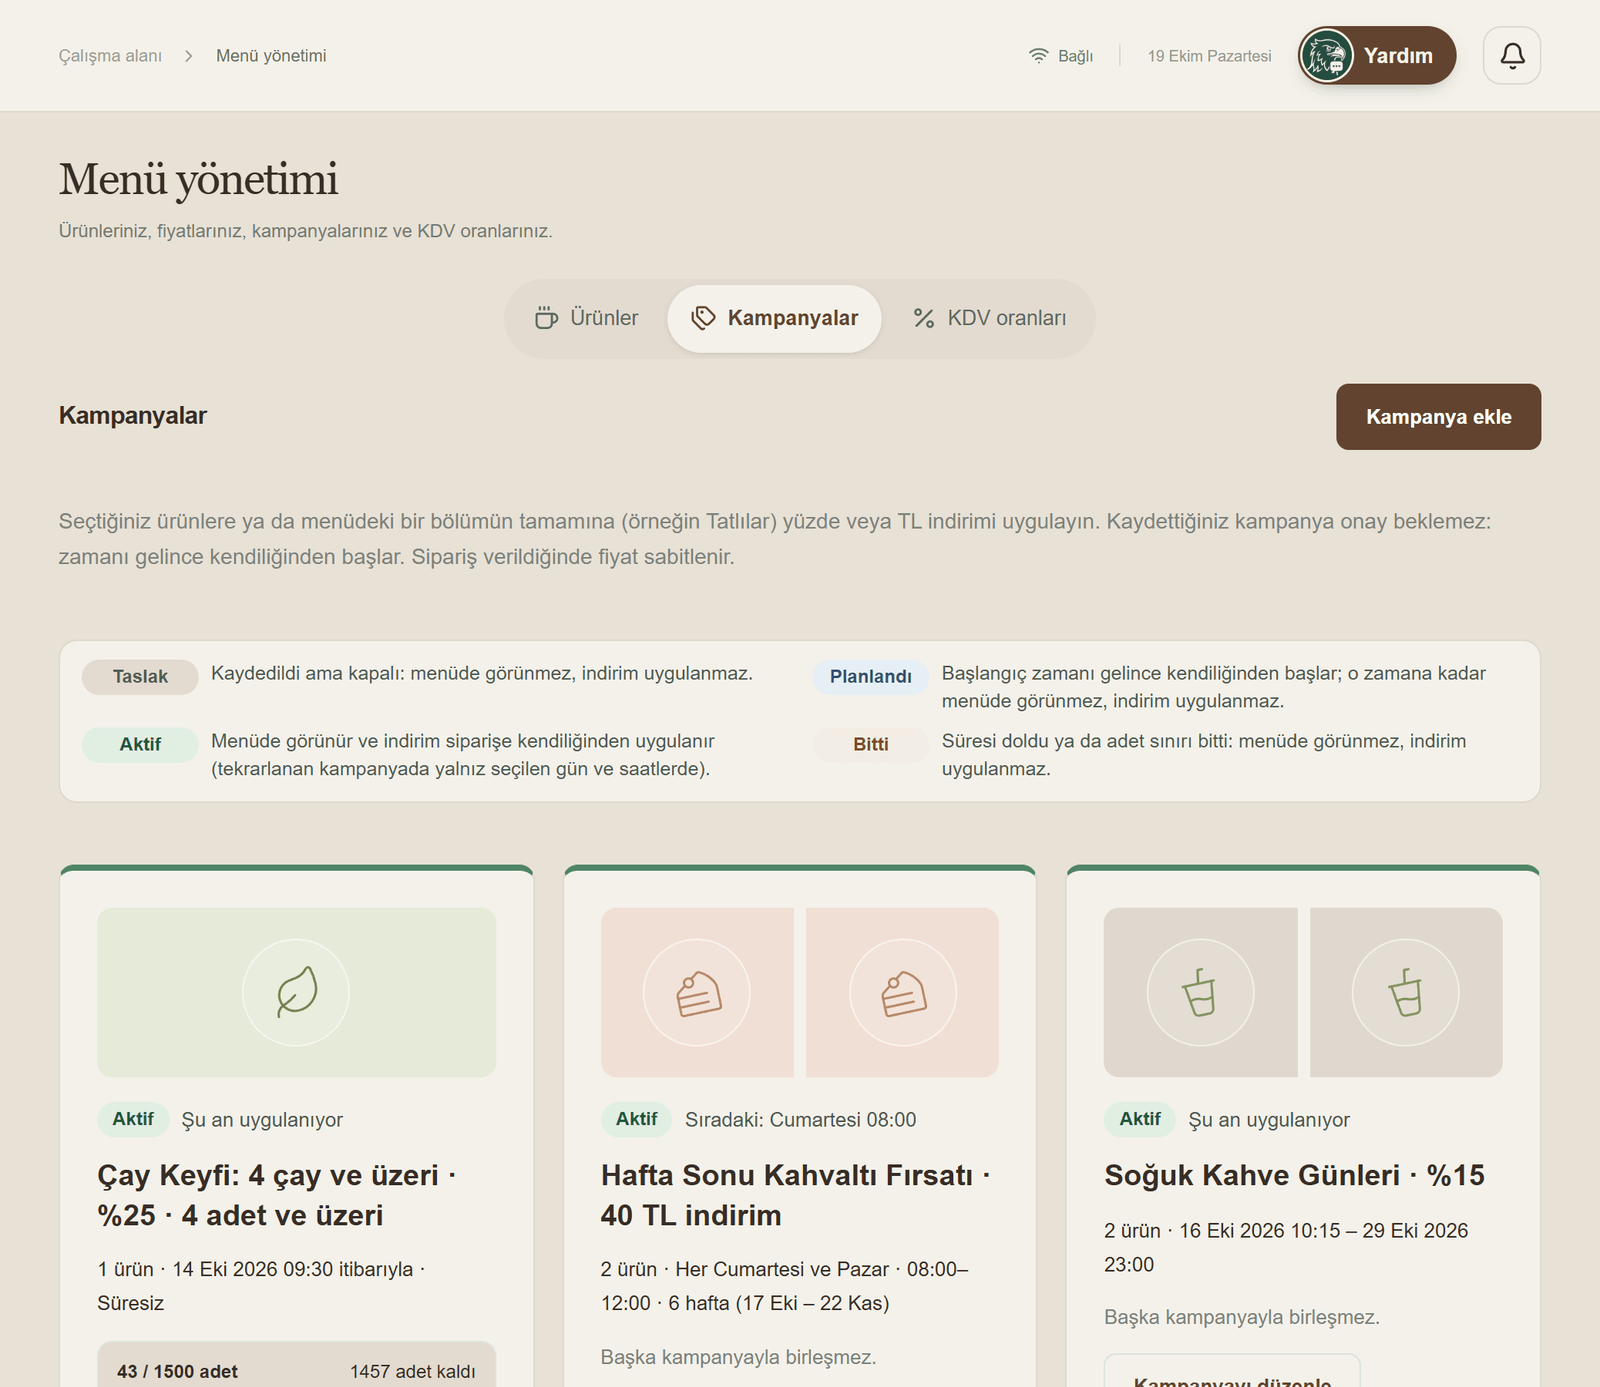 Çalışma alanı
Menü yönetimi
Bağlı
19 Ekim Pazartesi
Yardım
Menü yönetimi
Ürünleriniz, fiyatlarınız, kampanyalarınız ve KDV oranlarınız.
Ürünler
Kampanyalar
KDV oranları
Kampanyalar
Kampanya ekle
Seçtiğiniz ürünlere ya da menüdeki bir bölümün tamamına (örneğin Tatlılar) yüzde veya TL indirimi uygulayın. Kaydettiğiniz kampanya onay beklemez:
zamanı gelince kendiliğinden başlar. Sipariş verildiğinde fiyat sabitlenir.
Taslak
Kaydedildi ama kapalı: menüde görünmez, indirim uygulanmaz.
Planlandı
Başlangıç zamanı gelince kendiliğinden başlar; o zamana kadar
menüde görünmez, indirim uygulanmaz.
Aktif
Menüde görünür ve indirim siparişe kendiliğinden uygulanır
(tekrarlanan kampanyada yalnız seçilen gün ve saatlerde).
Bitti
Süresi doldu ya da adet sınırı bitti: menüde görünmez, indirim
uygulanmaz.
Aktif
Şu an uygulanıyor
Çay Keyfi: 4 çay ve üzeri ·
%25 · 4 adet ve üzeri
1 ürün · 14 Eki 2026 09:30 itibarıyla ·
Süresiz
43 / 1500 adet
1457 adet kaldı
Aktif
Sıradaki: Cumartesi 08:00
Hafta Sonu Kahvaltı Fırsatı ·
40 TL indirim
2 ürün · Her Cumartesi ve Pazar · 08:00–
12:00 · 6 hafta (17 Eki – 22 Kas)
Başka kampanyayla birleşmez.
Aktif
Şu an uygulanıyor
Soğuk Kahve Günleri · %15
2 ürün · 16 Eki 2026 10:15 – 29 Eki 2026
23:00
Başka kampanyayla birleşmez.
Kampanyayı düzenle